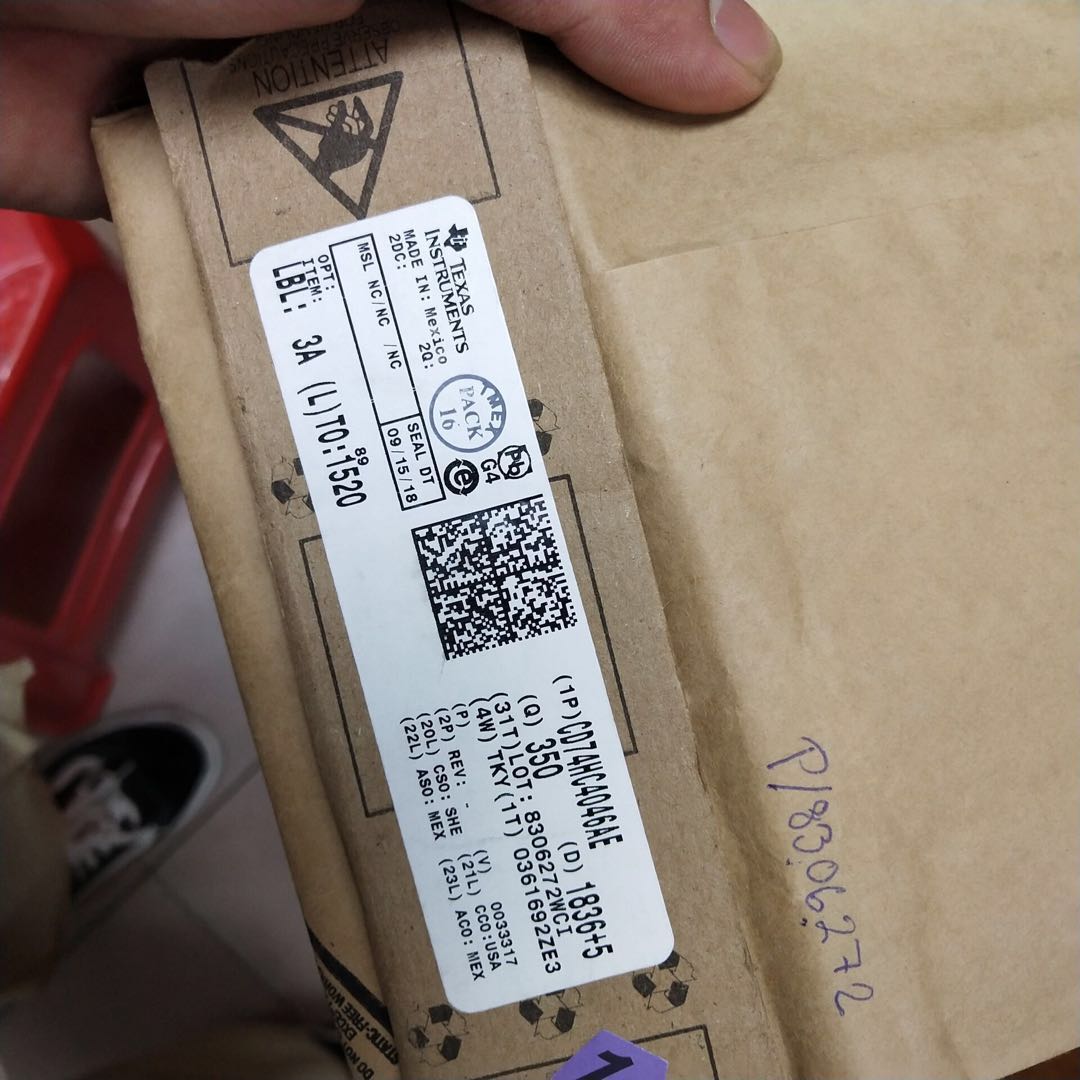 ATTENTION
TEXAS
INSTRUMENTS
MADE IN: Mexico
2DC: 2Q:
MSL NC/NC /NC
SEAL DT
09/15/18
OPT:
ITEM:
LBL: 3A (L)TO:1520
89
PACK
16
Pb
G4
e
(1P)CD74HC4046AE
(Q) 350 (D) 1836+5
(31T)LOT: 8306272WCI
(4W) TKY(1T) 0361692ZE3
(P)
(2P) REV: - (V) 0033317
(20L) CSO: SHE (21L) CCO:USA
(22L) ASO: MEX (23L) ACO: MEX
P/8306272
1